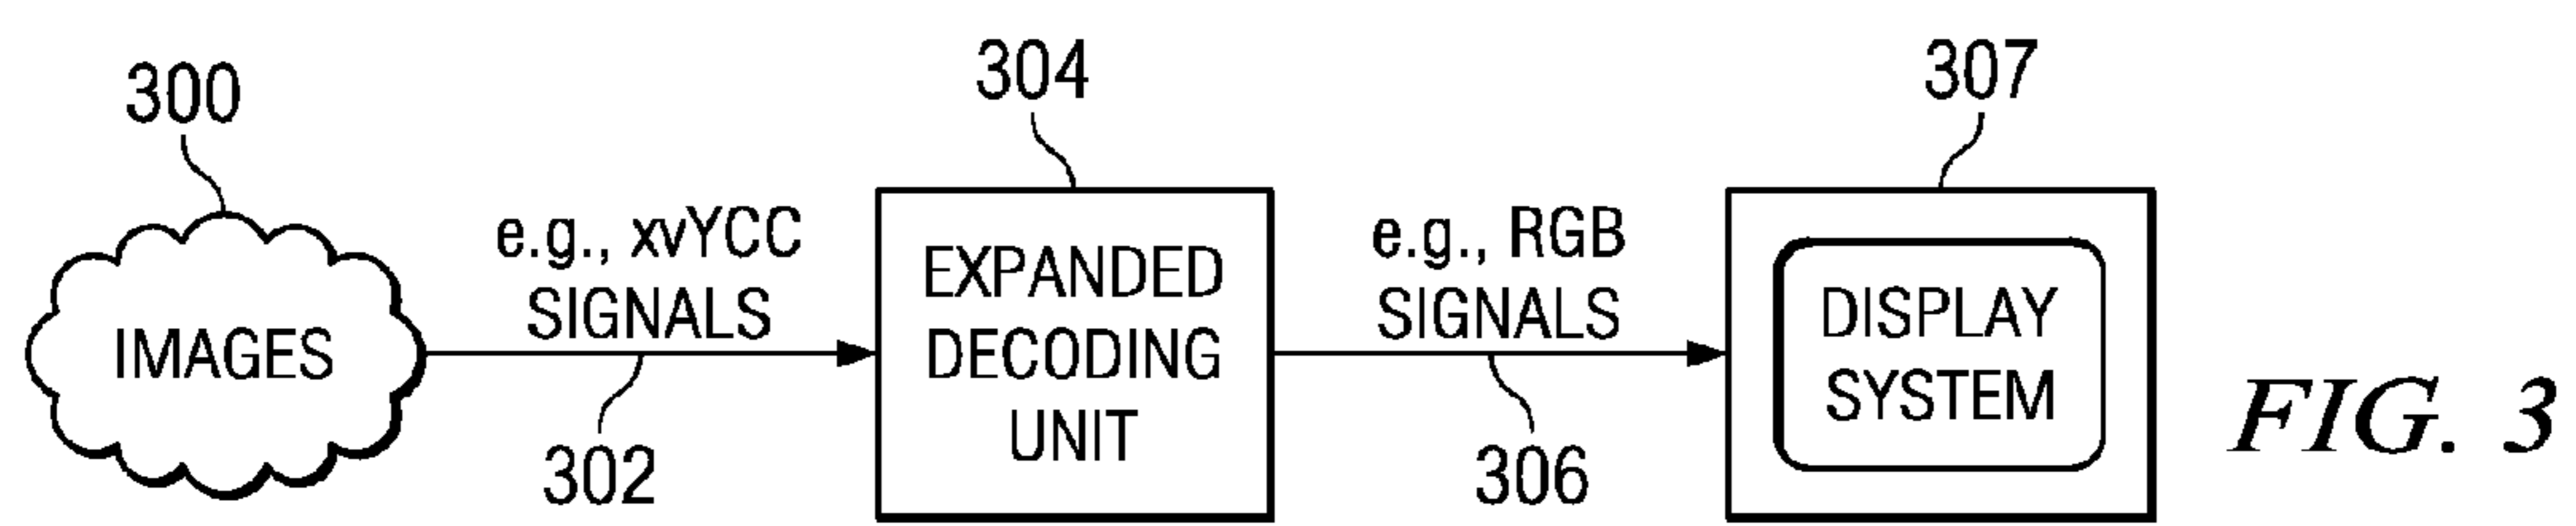 300
304
307
e.g., xvYCC
SIGNALS
e.g., RGB
SIGNALS
IMAGES
EXPANDED
DECODING
UNIT
DISPLAY
SYSTEM
302
306
FIG. 3